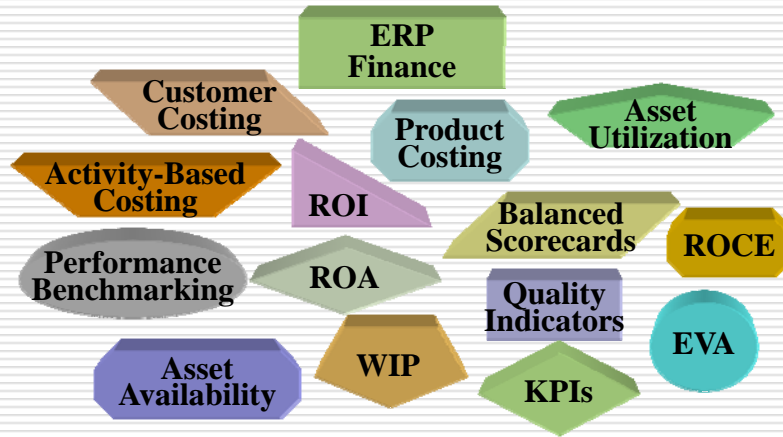 ERP
Finance
Customer
Costing
Product
Costing
Asset
Utilization
Activity-Based
Costing
ROI
Balanced
Scorecards
ROCE
Performance
Benchmarking
ROA
Quality
Indicators
EVA
Asset
Availability
WIP
KPIs